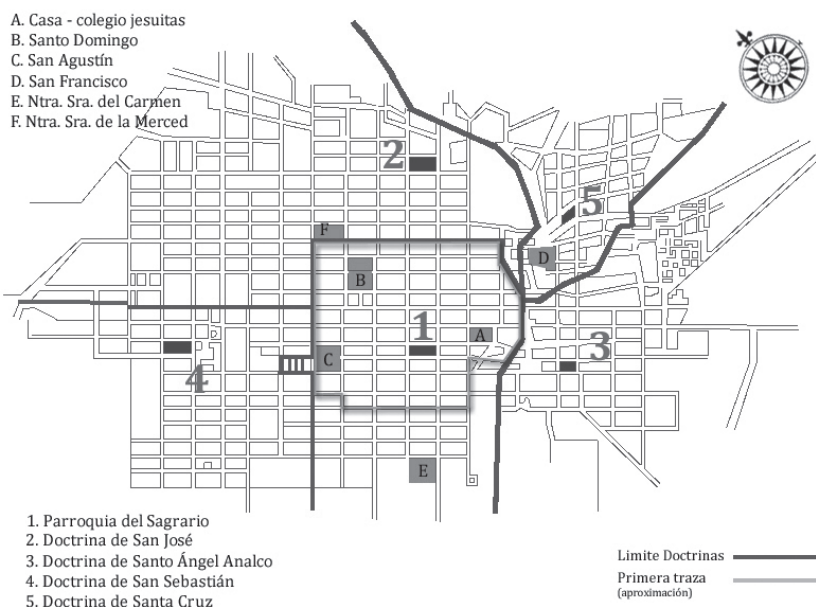 A. Casa - colegio jesuitas
B. Santo Domingo
C. San Agustín
D. San Francisco
E. Ntra. Sra. del Carmen
F. Ntra. Sra. de la Merced
2
5
F
D
B
1
A
3
C
4
E
1. Parroquia del Sagrario
2. Doctrina de San José
3. Doctrina de Santo Ángel Analco
4. Doctrina de San Sebastián
5. Doctrina de Santa Cruz
Limite Doctrinas
Primera traza
(aproximación)